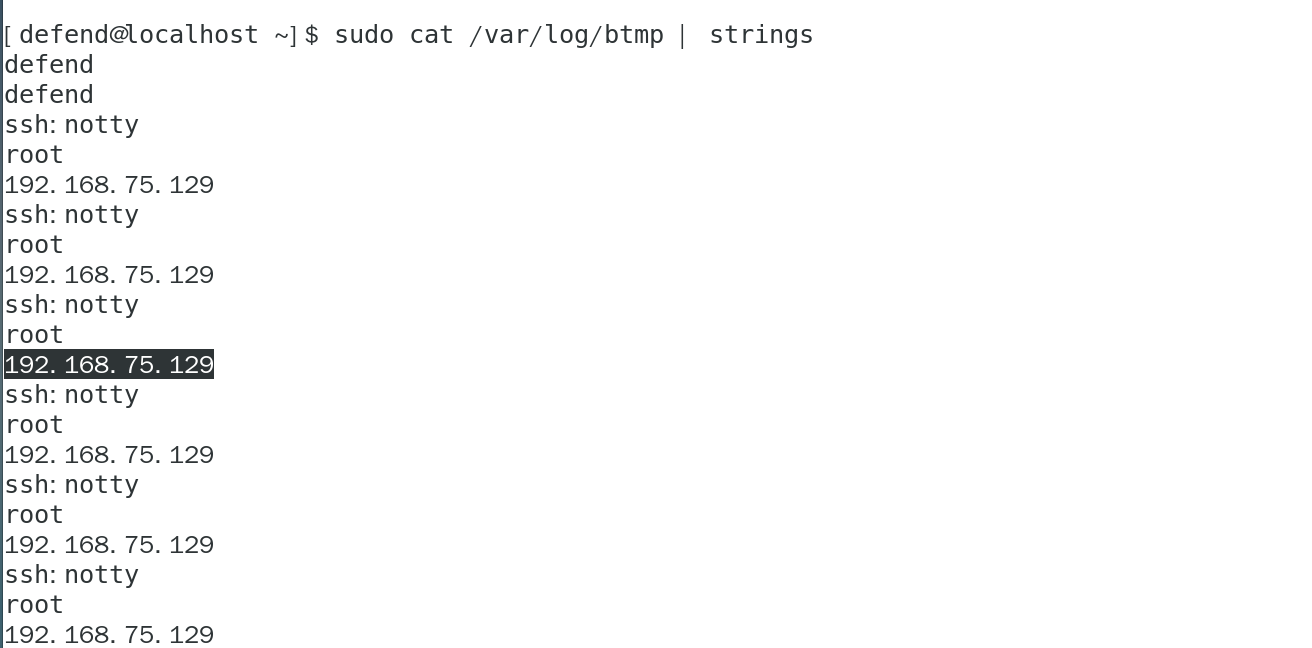 [defend@localhost ~]$ sudo cat /var/log/btmp | strings
defend
defend
ssh:notty
root
192.168.75.129
ssh:notty
root
192.168.75.129
ssh:notty
root
192.168.75.129
ssh:notty
root
192.168.75.129
ssh:notty
root
192.168.75.129
ssh:notty
root
192.168.75.129